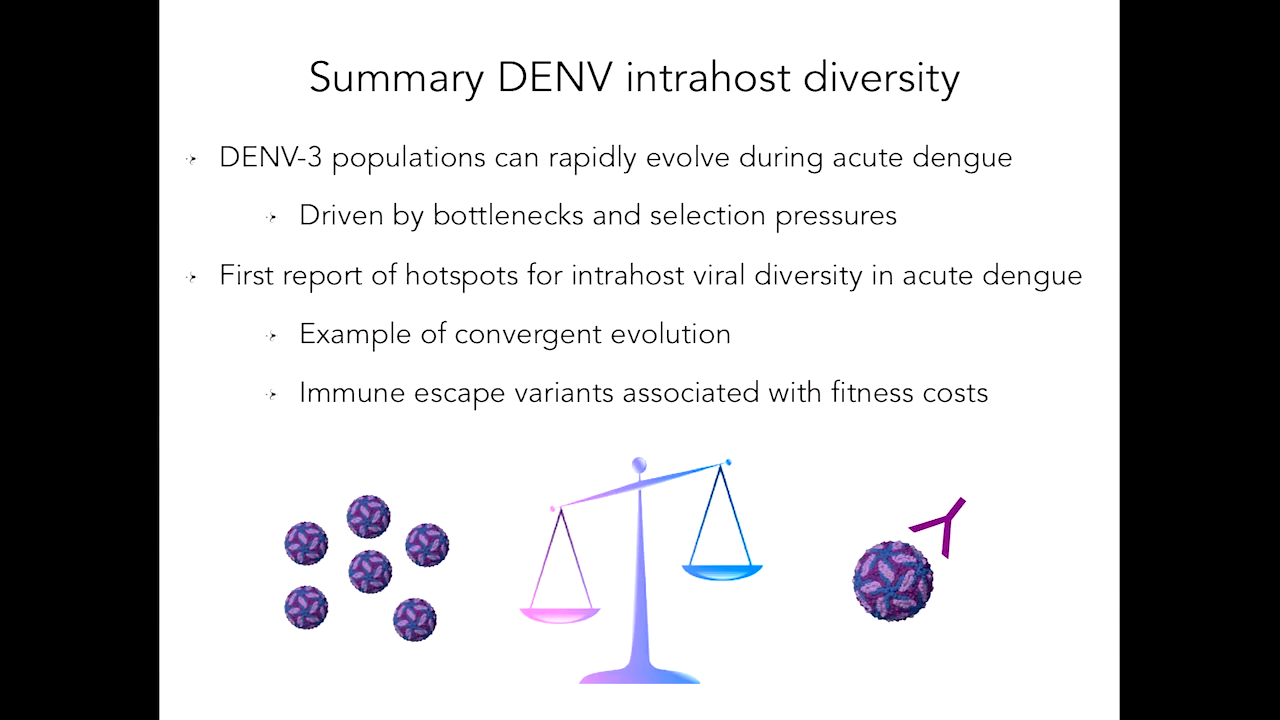 Summary DENV intrahost diversity
DENV-3 populations can rapidly evolve during acute dengue
Driven by bottlenecks and selection pressures
First report of hotspots for intrahost viral diversity in acute dengue
Example of convergent evolution
Immune escape variants associated with fitness costs